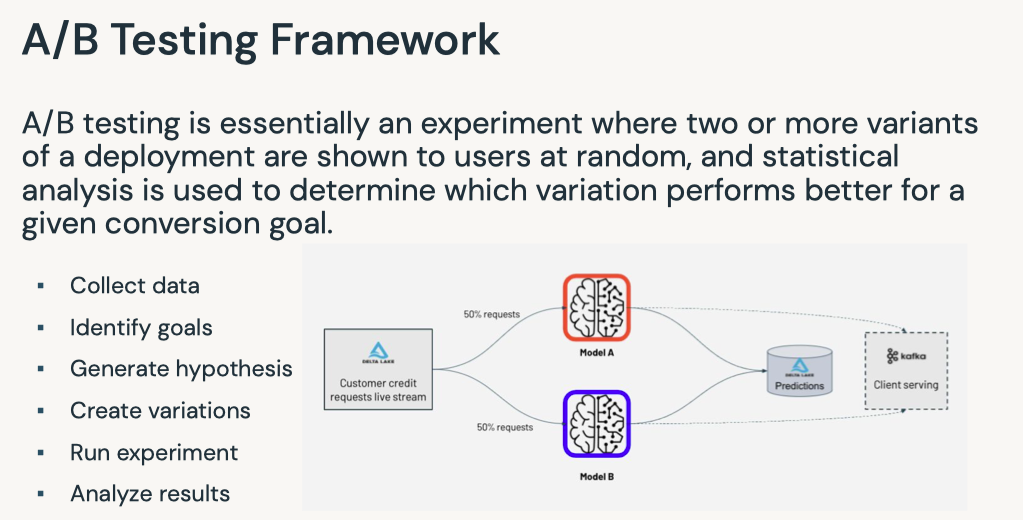 A/B Testing Framework
A/B testing is essentially an experiment where two or more variants
of a deployment are shown to users at random, and statistical
analysis is used to determine which variation performs better for a
given conversion goal.
▪ Collect data
▪ Identify goals
▪ Generate hypothesis
▪ Create variations
▪ Run experiment
▪ Analyze results
DELTA LAKE
Customer credit
requests live stream
50% requests
50% requests
Model A
Model B
DELTA LAKE
Predictions
kafka
Client serving